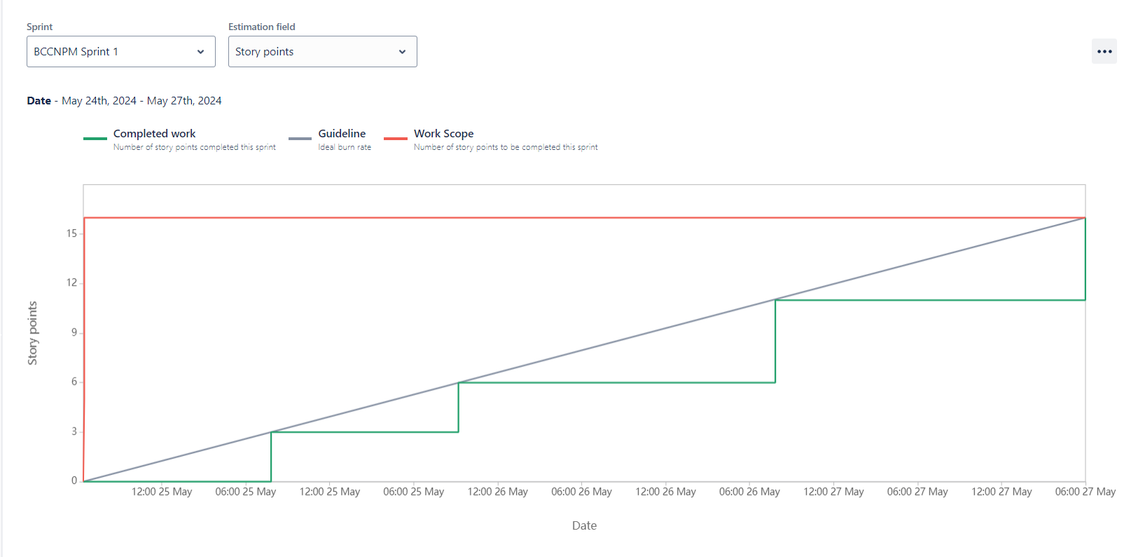 Sprint
Estimation field
BCCNPM Sprint 1
Story points
Date - May 24th, 2024 - May 27th, 2024
Completed work
Number of story points completed this sprint
Guideline
Ideal burn rate
Work Scope
Number of story points to be completed this sprint
Story points
15
12
9
6
3
0
12:00 25 May
06:00 25 May
12:00 25 May
06:00 25 May
12:00 26 May
06:00 26 May
12:00 26 May
06:00 26 May
12:00 27 May
06:00 27 May
12:00 27 May
06:00 27 May
Date